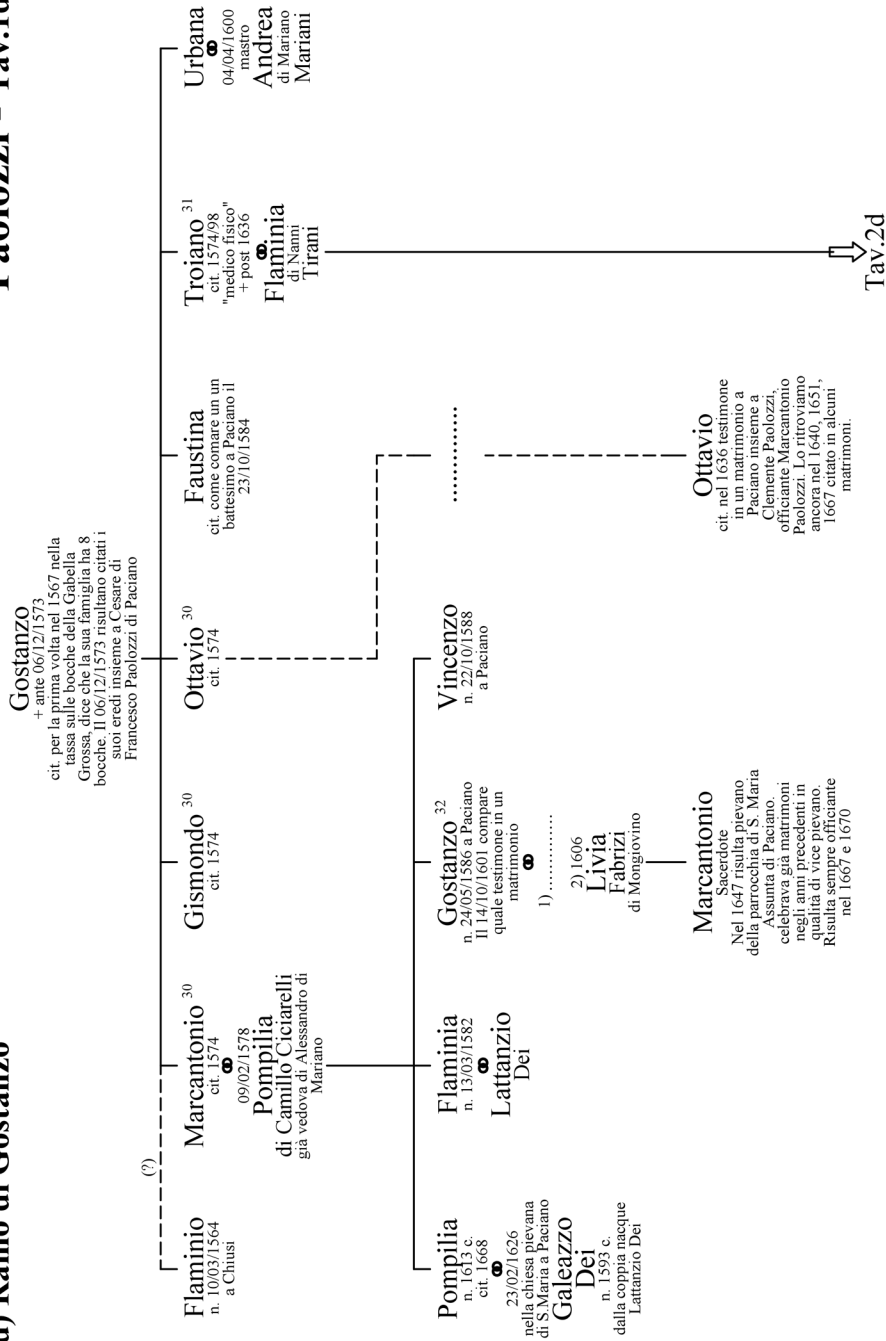 d) Ramo di Gostanzo
Paolozzi - Tav.1d
Gostanzo
+ ante 06/12/1573
cit. per la prima volta nel 1567 nella
tassa sulle bocche della Gabella
Grossa, dice che la sua famiglia ha 8
bocche. Il 06/12/1573 risultano citati i
suoi eredi insieme a Cesare di
Francesco Paolozzi di Paciano
(?)
Flaminio
n. 10/03/1564
a Chiusi
Marcantonio 30
cit. 1574
09/02/1578
Pompilia
di Camillo Ciciarelli
già vedova di Alessandro di
Mariano
Gismondo 30
cit. 1574
Ottavio 30
cit. 1574
Faustina
cit. come comare un un
battesimo a Paciano il
23/10/1584
Troiano 31
cit. 1574/98
"medico fisico"
+ post 1636
Flaminia
di Nanni
Tirani
Urbana
04/04/1600
mastro
Andrea
di Mariano
Mariani
Pompilia
n. 1613 c.
cit. 1668
23/02/1626
nella chiesa pievana
di S.Maria a Paciano
Galeazzo
Dei
n. 1593 c.
dalla coppia nacque
Lattanzio Dei
Flaminia
n. 13/03/1582
Lattanzio
Dei
Gostanzo 32
n. 24/05/1586 a Paciano
Il 14/10/1601 compare
quale testimone in un
matrimonio
1) ..............
2) 1606
Livia
Fabrizi
di Mongiovino
Vincenzo
n. 22/10/1588
a Paciano
..............
Marcantonio
Sacerdote
Nel 1647 risulta pievano
della parrocchia di S. Maria
Assunta di Paciano.
celebrava già matrimoni
negli anni precedenti in
qualità di vice pievano.
Risulta sempre officiante
nel 1667 e 1670
Ottavio
cit. nel 1636 testimone
in un matrimonio a
Paciano insieme a
Clemente Paolozzi,
officiante Marcantonio
Paolozzi. Lo ritroviamo
ancora nel 1640, 1651,
1667 citato in alcuni
matrimoni.
Tav.2d